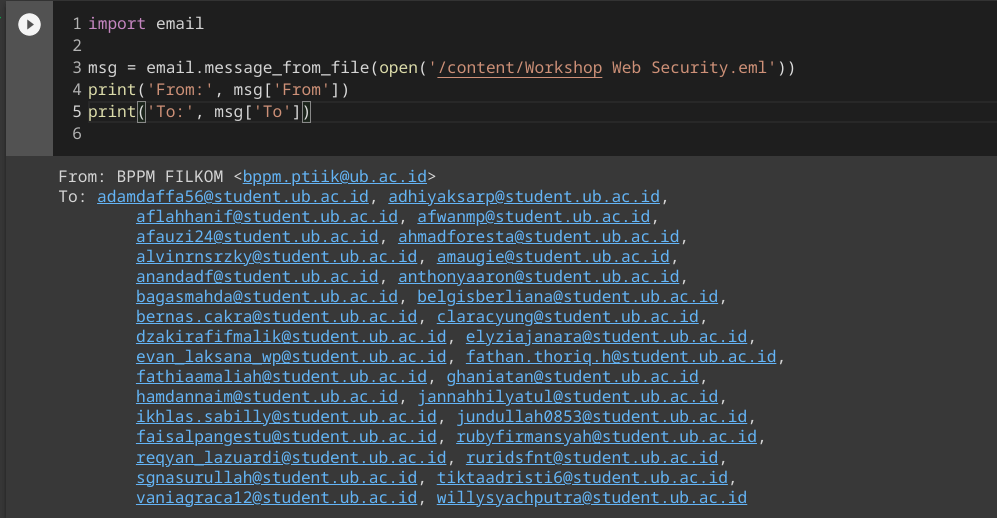 1 import email
2
3 msg = email.message_from_file(open('/content/Workshop Web Security.eml'))
4 print('From:', msg['From'])
5 print('To:', msg['To'])
6
From: BPPM FILKOM <bppm.ptiik@ub.ac.id>
To: adamdaffa56@student.ub.ac.id, adhiyaksarp@student.ub.ac.id,
aflahhanif@student.ub.ac.id, afwanmp@student.ub.ac.id,
afauzi24@student.ub.ac.id, ahmadforesta@student.ub.ac.id,
alvinrnsrzky@student.ub.ac.id, amaugie@student.ub.ac.id,
anandadf@student.ub.ac.id, anthonyaaron@student.ub.ac.id,
bagasmahda@student.ub.ac.id, belgisberliana@student.ub.ac.id,
bernas.cakra@student.ub.ac.id, claracyung@student.ub.ac.id,
dzakirafifmalik@student.ub.ac.id, elyziajanara@student.ub.ac.id,
evan_laksana_wp@student.ub.ac.id, fathan.thoriq.h@student.ub.ac.id,
fathiaamaliah@student.ub.ac.id, ghaniatan@student.ub.ac.id,
hamdannaim@student.ub.ac.id, jannahhilyatul@student.ub.ac.id,
ikhlas.sabilly@student.ub.ac.id, jundullah0853@student.ub.ac.id,
faisalpangestu@student.ub.ac.id, rubyfirmansyah@student.ub.ac.id,
reqyan_lazuardi@student.ub.ac.id, ruridsfnt@student.ub.ac.id,
sgnasurullah@student.ub.ac.id, tiktaadristi6@student.ub.ac.id,
vaniagraca12@student.ub.ac.id, willysyachputra@student.ub.ac.id